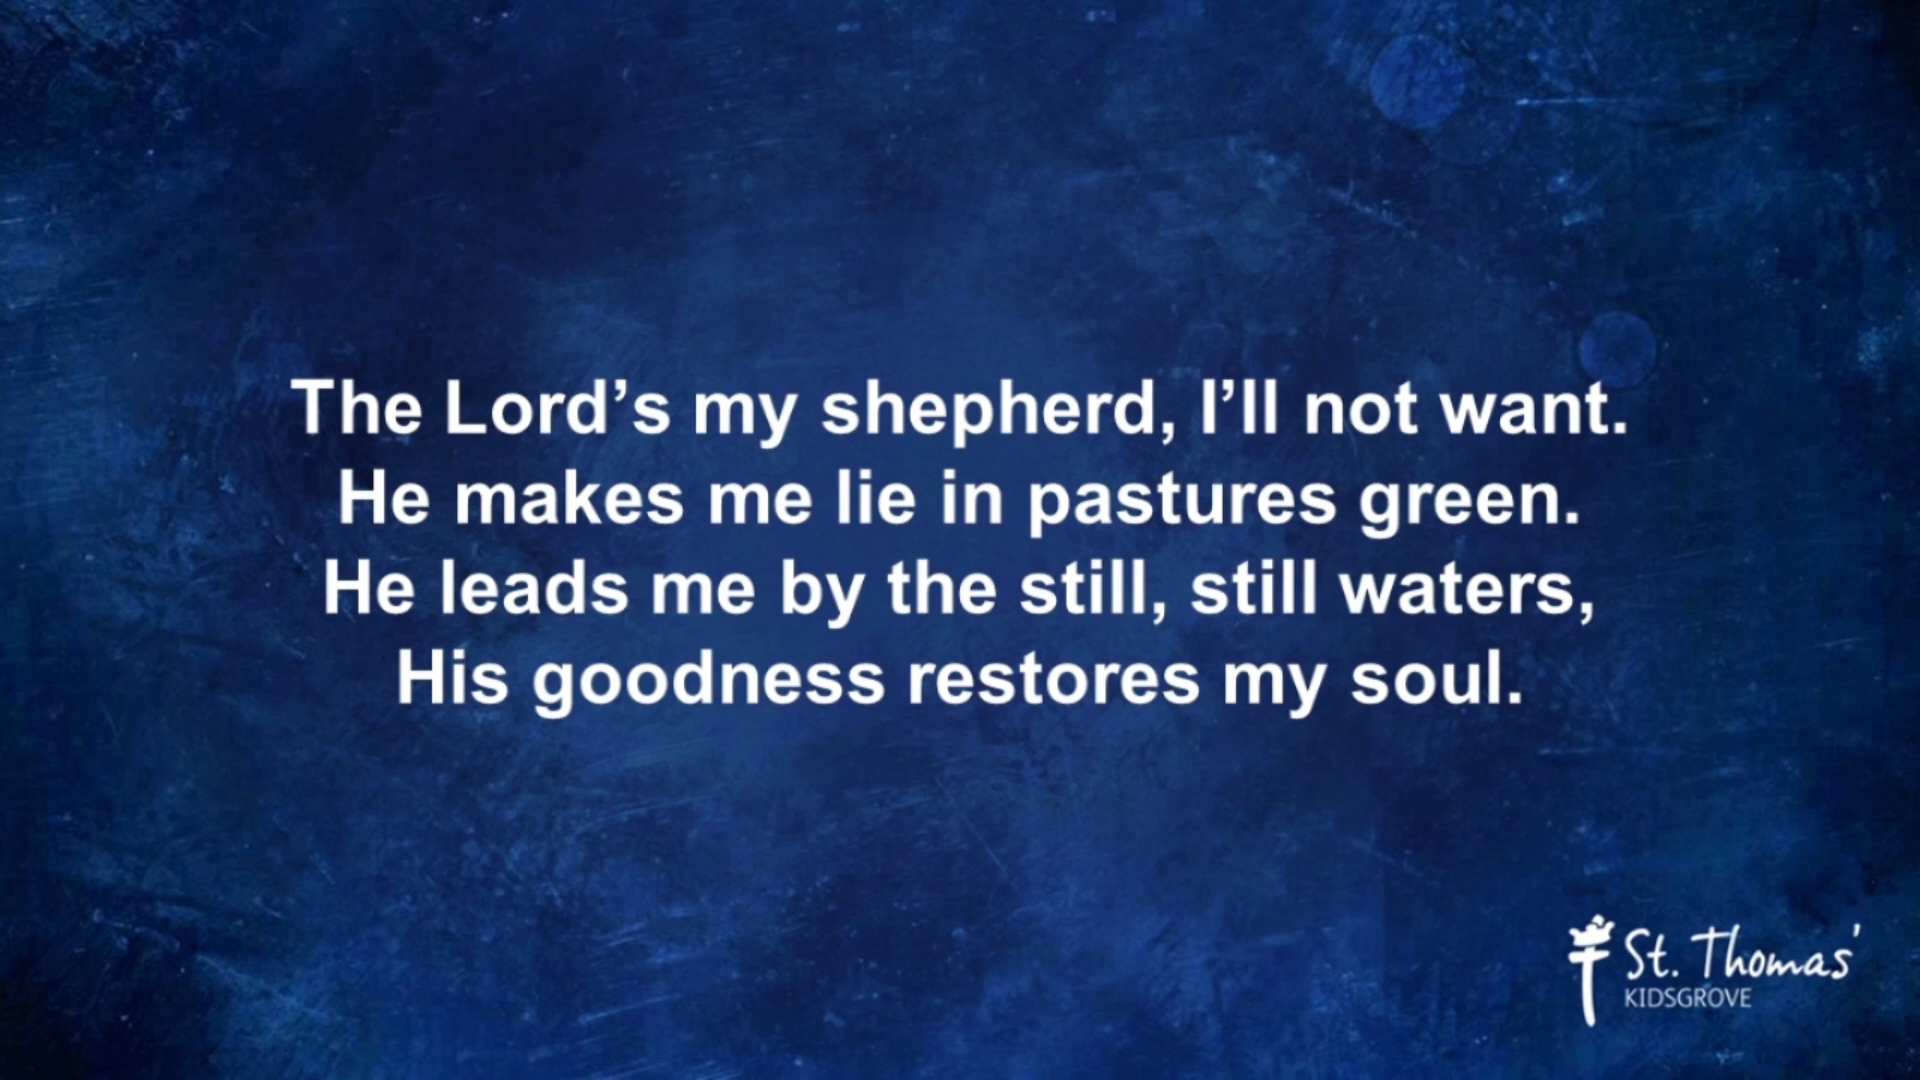 The Lord’s my shepherd, I’ll not want.
He makes me lie in pastures green.
He leads me by the still, still waters,
His goodness restores my soul.
St. Thomas'
KIDSGROVE